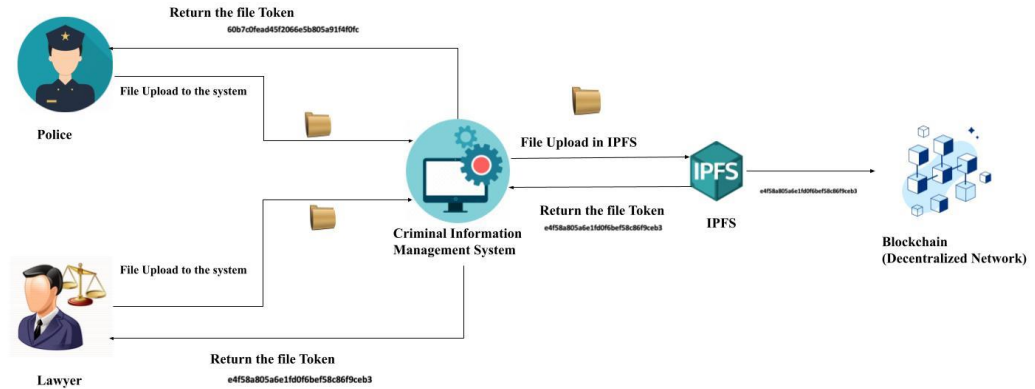 Return the file Token
60b7c0fead45f2066e5b805a91f4f0fc
File Upload to the system
Police
File Upload in IPFS
IPFS
Return the file Token
e4f58a805a6e1fd0f6bef58c86f9ceb3
e4f58a805a6e1fd0f6bef58c86f9ceb3
IPFS
Criminal Information
Management System
Blockchain
(Decentralized Network)
File Upload to the system
Return the file Token
e4f58a805a6e1fd0f6bef58c86f9ceb3
Lawyer